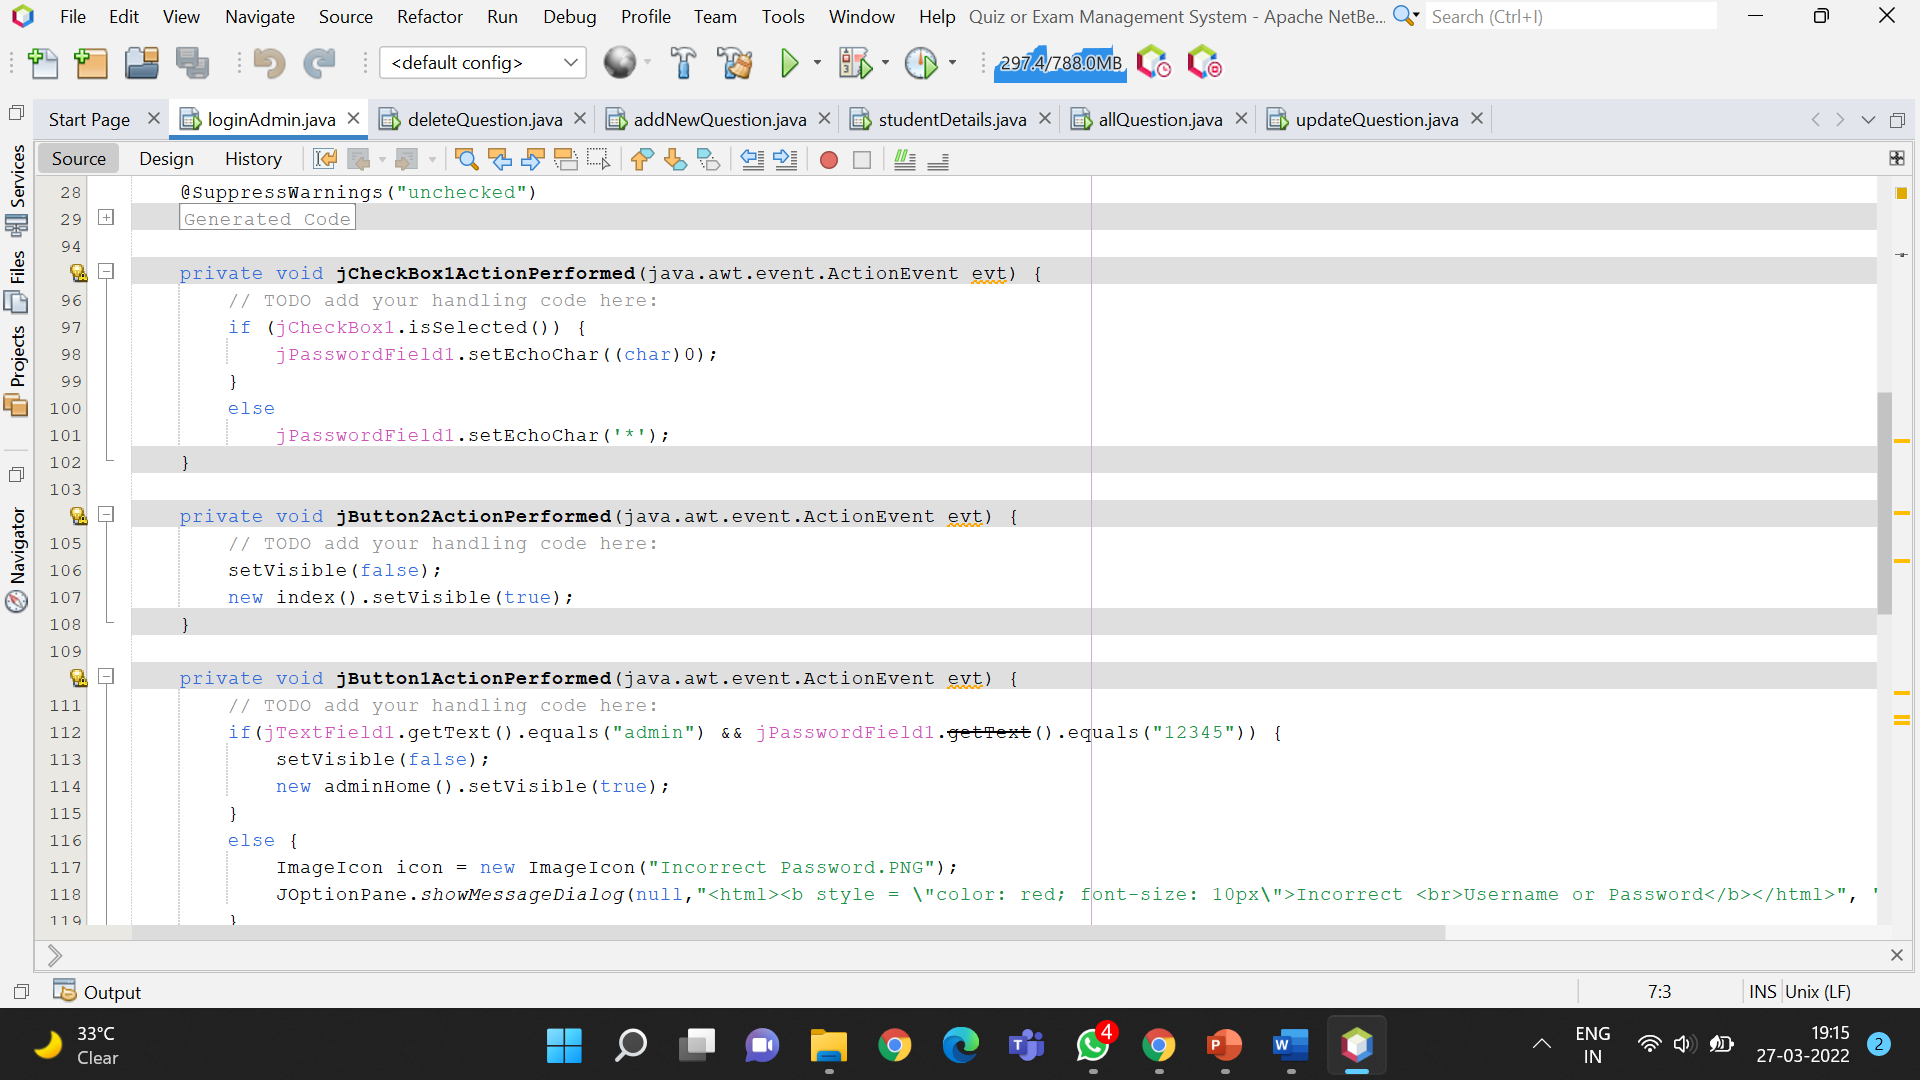 File Edit View Navigate Source Refactor Run Debug Profile Team Tools Window Help Quiz or Exam Management System - Apache NetBe... Search (Ctrl+I)
<default config> 297.4/788.0MB
Start Page loginAdmin.java deleteQuestion.java addNewQuestion.java studentDetails.java allQuestion.java updateQuestion.java
Source Design History
Services
Files
Projects
Navigator
28 @SuppressWarnings("unchecked")
29 Generated Code
94
private void jCheckBox1ActionPerformed(java.awt.event.ActionEvent evt) {
96 // TODO add your handling code here:
97 if (jCheckBox1.isSelected()) {
98 jPasswordField1.setEchoChar((char)0);
99 }
100 else
101 jPasswordField1.setEchoChar('*');
102 }
103
private void jButton2ActionPerformed(java.awt.event.ActionEvent evt) {
105 // TODO add your handling code here:
106 setVisible(false);
107 new index().setVisible(true);
108 }
109
private void jButton1ActionPerformed(java.awt.event.ActionEvent evt) {
111 // TODO add your handling code here:
112 if(jTextField1.getText().equals("admin") && jPasswordField1.getText().equals("12345")) {
113 setVisible(false);
114 new adminHome().setVisible(true);
115 }
116 else {
117 ImageIcon icon = new ImageIcon("Incorrect Password.PNG");
118 JOptionPane.showMessageDialog(null,"<html><b style = \"color: red; font-size: 10px\">Incorrect <br>Username or Password</b></html>", "
119 }
Output 7:3 INS Unix (LF)
33°C
Clear
4
ENG
IN
19:15
27-03-2022
2